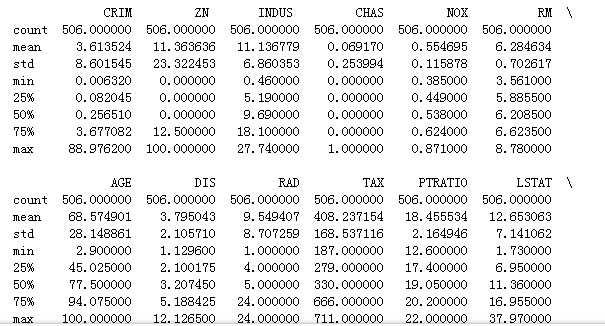 CRIM ZN INDUS CHAS NOX RM \
count 506.000000 506.000000 506.000000 506.000000 506.000000 506.000000
mean 3.613524 11.363636 11.136779 0.069170 0.554695 6.284634
std 8.601545 23.322453 6.860353 0.253994 0.115878 0.702617
min 0.006320 0.000000 0.460000 0.000000 0.385000 3.561000
25% 0.082045 0.000000 5.190000 0.000000 0.449000 5.885500
50% 0.256510 0.000000 9.690000 0.000000 0.538000 6.208500
75% 3.677082 12.500000 18.100000 0.000000 0.624000 6.623500
max 88.976200 100.000000 27.740000 1.000000 0.871000 8.780000
AGE DIS RAD TAX PTRATIO LSTAT \
count 506.000000 506.000000 506.000000 506.000000 506.000000 506.000000
mean 68.574901 3.795043 9.549407 408.237154 18.455534 12.653063
std 28.148861 2.105710 8.707259 168.537116 2.164946 7.141062
min 2.900000 1.129600 1.000000 187.000000 12.600000 1.730000
25% 45.025000 2.100175 4.000000 279.000000 17.400000 6.950000
50% 77.500000 3.207450 5.000000 330.000000 19.050000 11.360000
75% 94.075000 5.188425 24.000000 666.000000 20.200000 16.955000
max 100.000000 12.126500 24.000000 711.000000 22.000000 37.970000